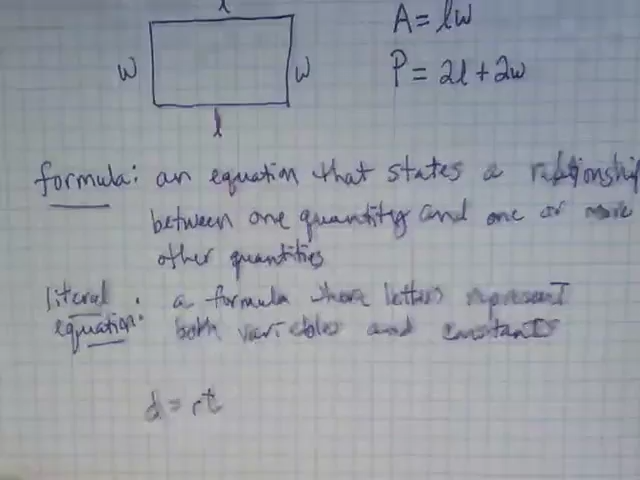 l
A = lw
w
w
P = 2l + 2w
l
formula: an equation that states a relationship
between one quantity and one or more
other quantities
literal equation: a formula where letters represent
both variables and constants
d = rt